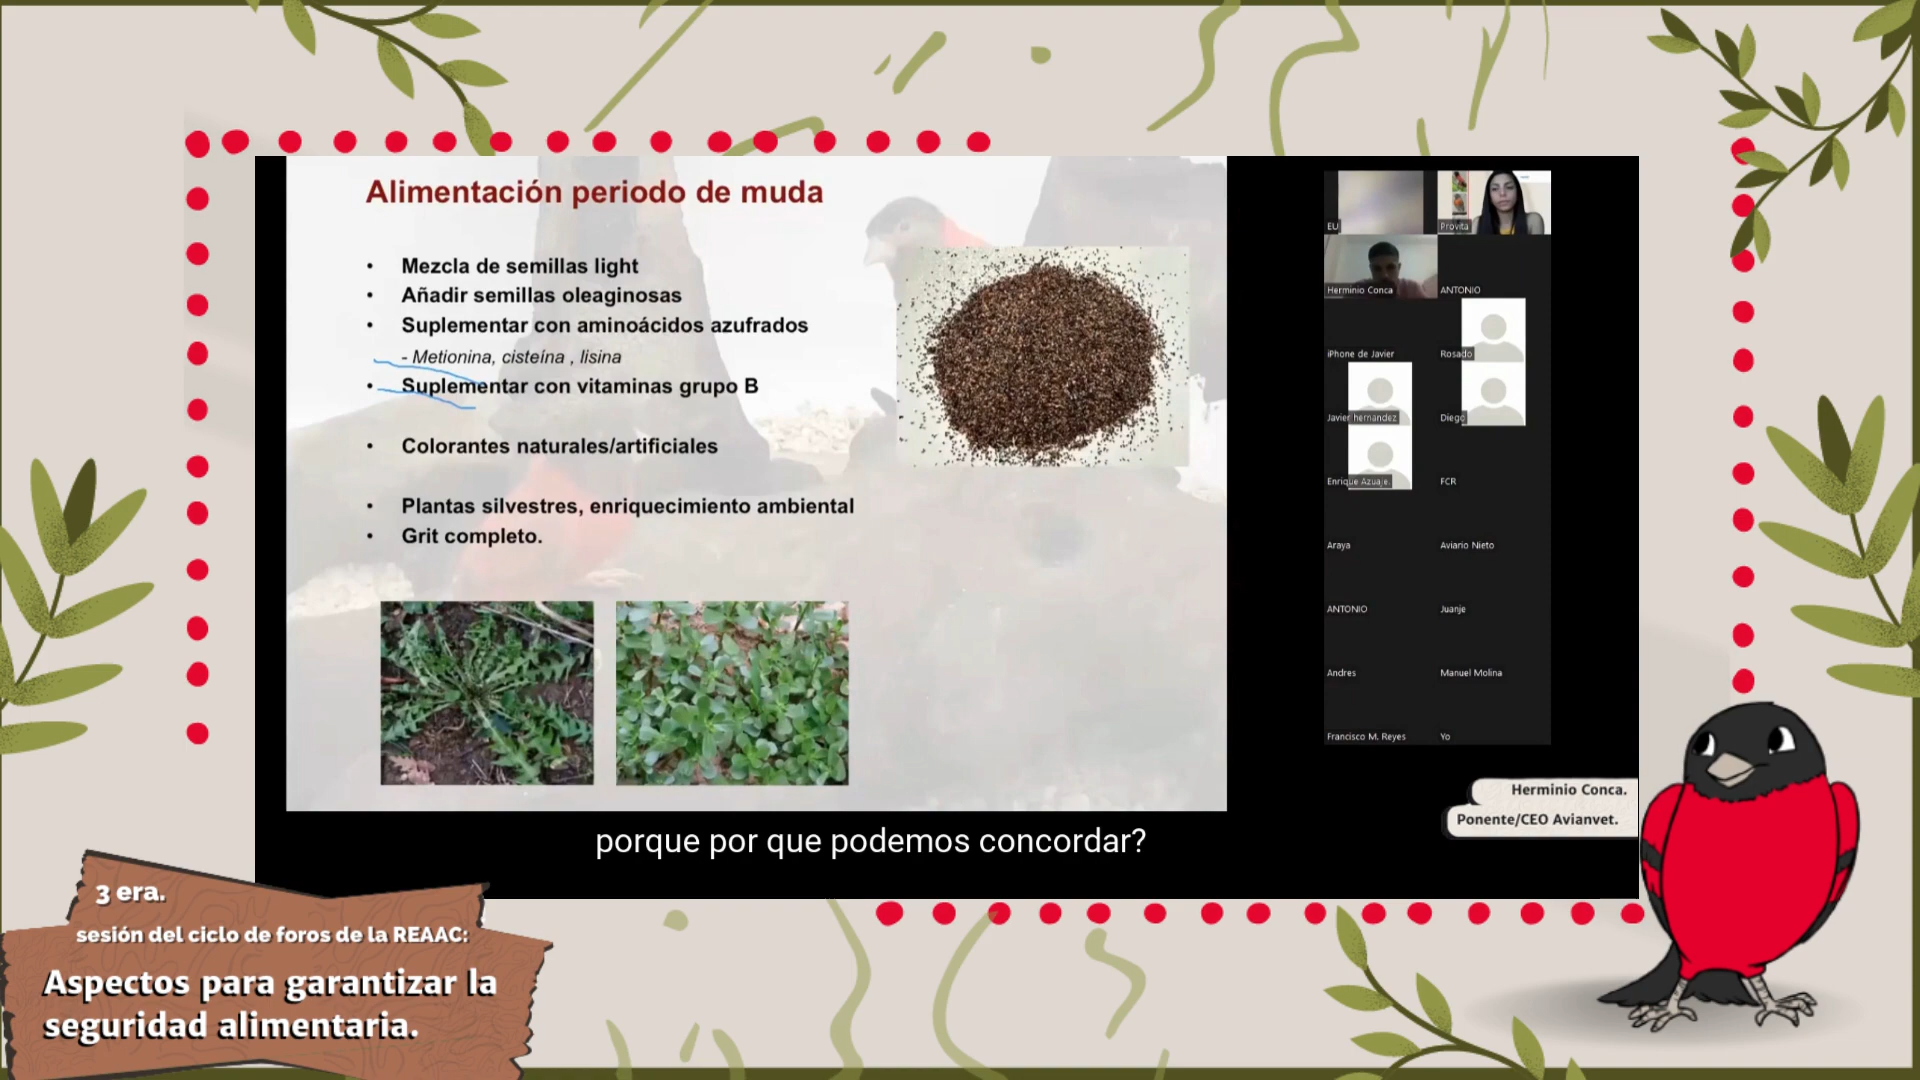 Alimentación periodo de muda
• Mezcla de semillas light
• Añadir semillas oleaginosas
• Suplementar con aminoácidos azufrados
- Metionina, cisteína , lisina
• Suplementar con vitaminas grupo B
• Colorantes naturales/artificiales
• Plantas silvestres, enriquecimiento ambiental
• Grit completo.
EU
Provita
Herminio Conca
ANTONIO
iPhone de Javier
Rosado
Javier hernandez
Diego
Enrique Azuaje.
FCR
Araya
Aviario Nieto
ANTONIO
Juanje
Andres
Manuel Molina
Francisco M. Reyes
Yo
Herminio Conca.
Ponente/CEO Avianvet.
porque por que podemos concordar?
3 era.
sesión del ciclo de foros de la REAAC:
Aspectos para garantizar la
seguridad alimentaria.